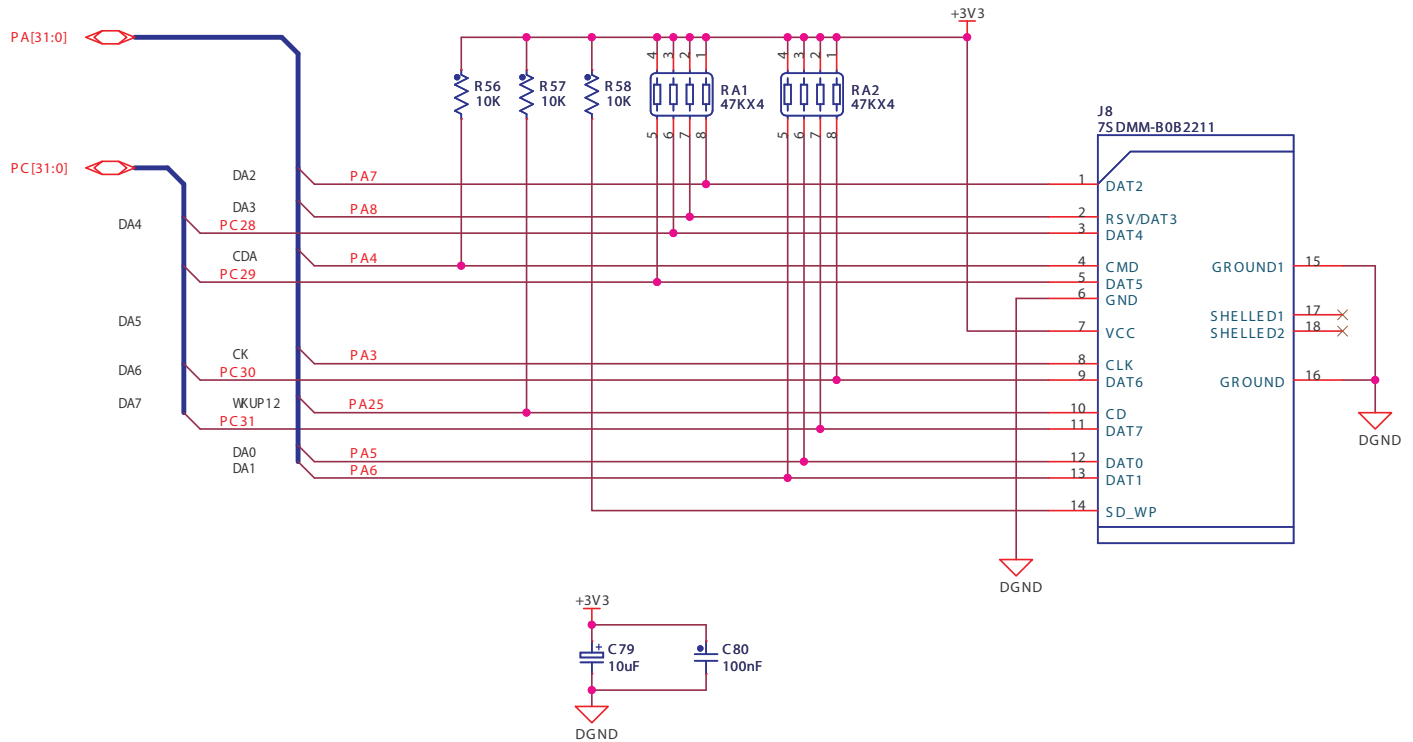 +3V3
PA[31:0]
4 3 2 1
4 3 2 1
R56
10K
R57
10K
R58
10K
RA1
47KX4
RA2
47KX4
5 6 7 8
5 6 7 8
J8
7SDMM-B0B2211
PC[31:0]
DA2 PA7 1 DAT2
DA3 PA8 2 RSV/DAT3
DA4 PC28 3 DAT4
CDA PA4 4 CMD
PC29 5 DAT5
6 GND
DA5
7 VCC
CK PA3 8 CLK
DA6 PC30 9 DAT6
DA7 WKUP12 PA25 10 CD
PC31 11 DAT7
DA0 PA5 12 DAT0
DA1 PA6 13 DAT1
14 SD_WP
GROUND1 15
SHELLED1 17
SHELLED2 18
GROUND 16
DGND
DGND
+3V3
+ C79
10uF
C80
100nF
DGND